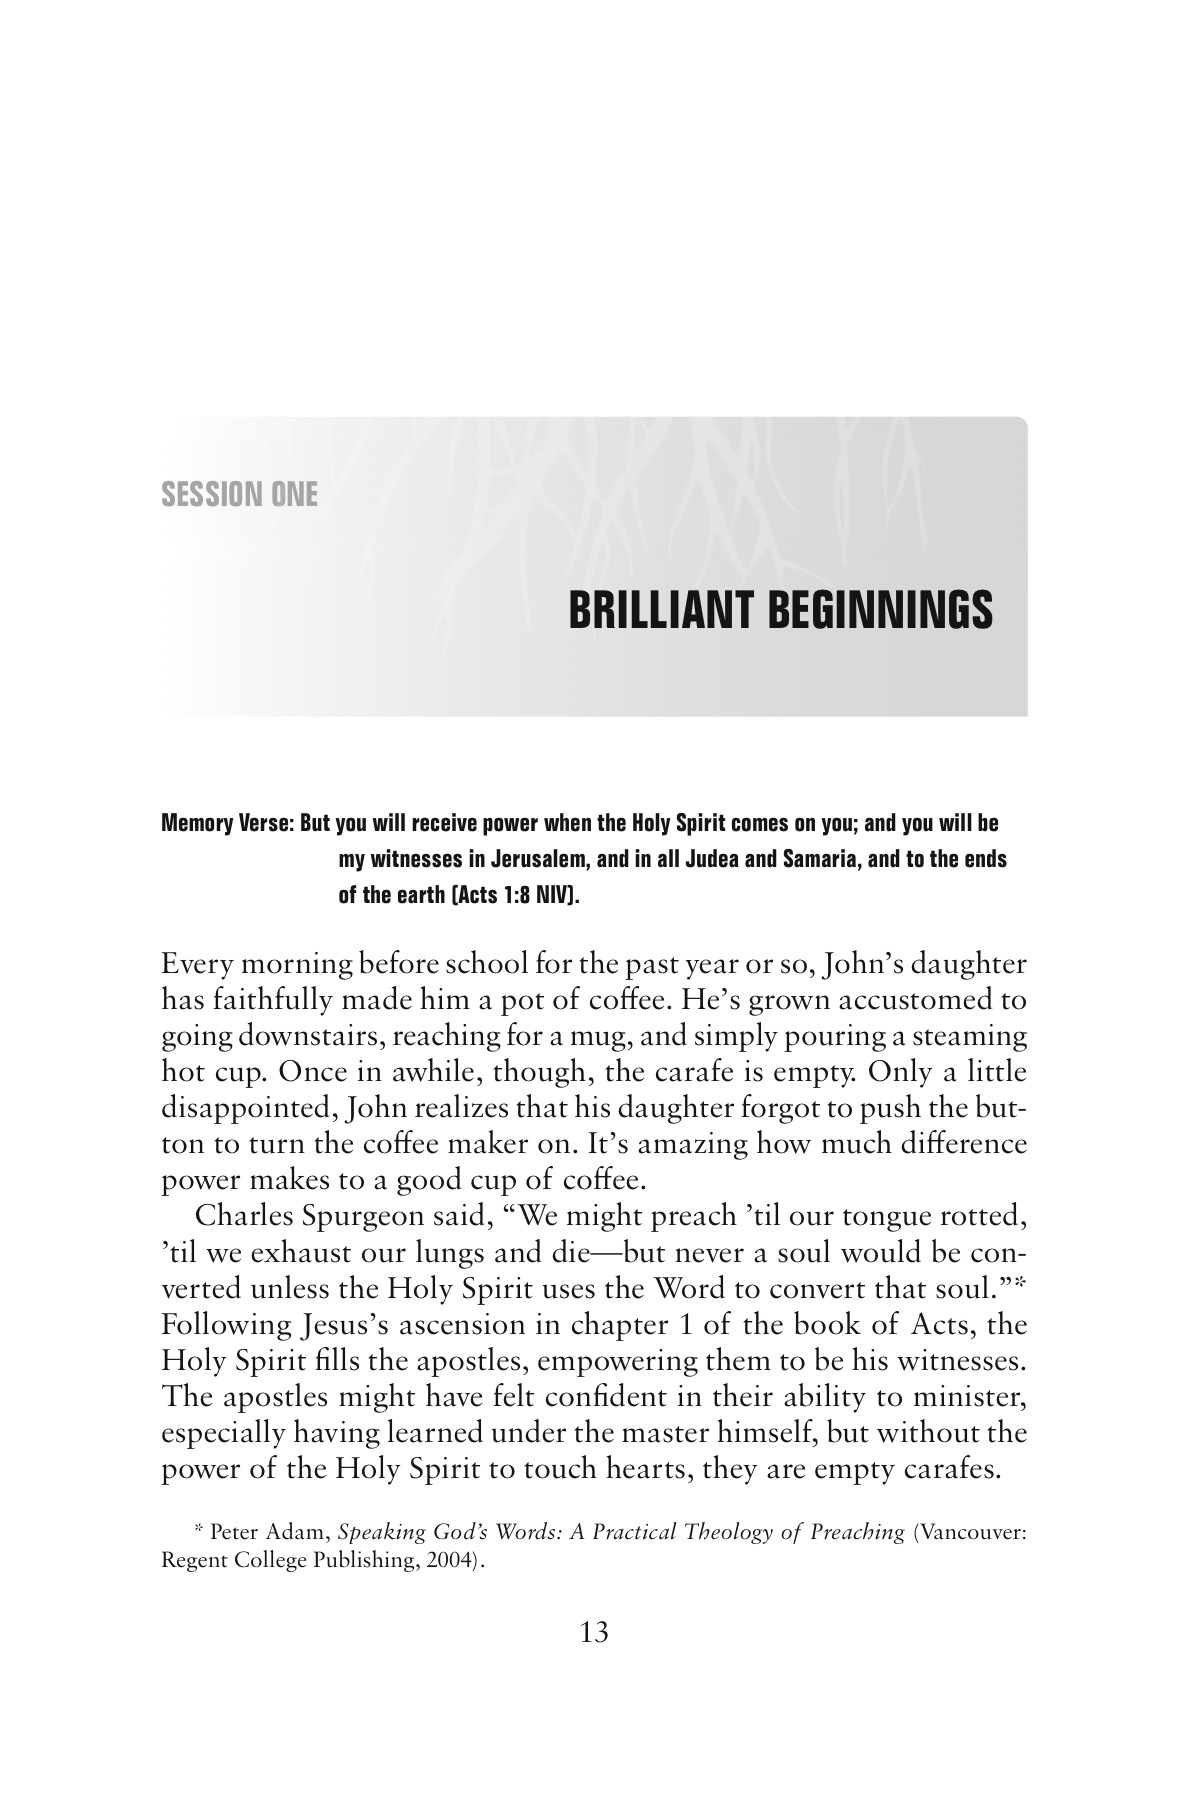 SESSION ONE
BRILLIANT BEGINNINGS
Memory Verse: But you will receive power when the Holy Spirit comes on you; and you will be
my witnesses in Jerusalem, and in all Judea and Samaria, and to the ends
of the earth (Acts 1:8 NIV).
Every morning before school for the past year or so, John’s daughter
has faithfully made him a pot of coffee. He’s grown accustomed to
going downstairs, reaching for a mug, and simply pouring a steaming
hot cup. Once in awhile, though, the carafe is empty. Only a little
disappointed, John realizes that his daughter forgot to push the but-
ton to turn the coffee maker on. It’s amazing how much difference
power makes to a good cup of coffee.
Charles Spurgeon said, “We might preach ’til our tongue rotted,
’til we exhaust our lungs and die—but never a soul would be con-
verted unless the Holy Spirit uses the Word to convert that soul.”*
Following Jesus’s ascension in chapter 1 of the book of Acts, the
Holy Spirit fills the apostles, empowering them to be his witnesses.
The apostles might have felt confident in their ability to minister,
especially having learned under the master himself, but without the
power of the Holy Spirit to touch hearts, they are empty carafes.
* Peter Adam, Speaking God’s Words: A Practical Theology of Preaching (Vancouver:
Regent College Publishing, 2004).
13